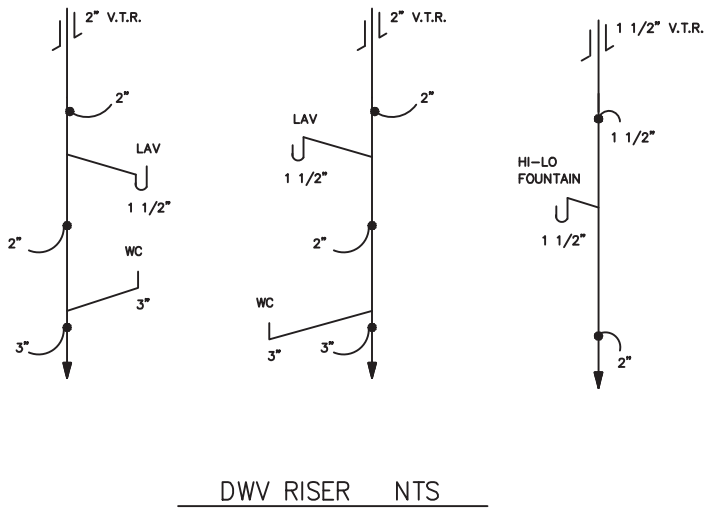 2" V.T.R.
2"
LAV
1 1/2"
2"
WC
3"
3"
2" V.T.R.
2"
LAV
1 1/2"
2"
WC
3"
3"
1 1/2" V.T.R.
1 1/2"
HI-LO
FOUNTAIN
1 1/2"
2"
DWV RISER NTS